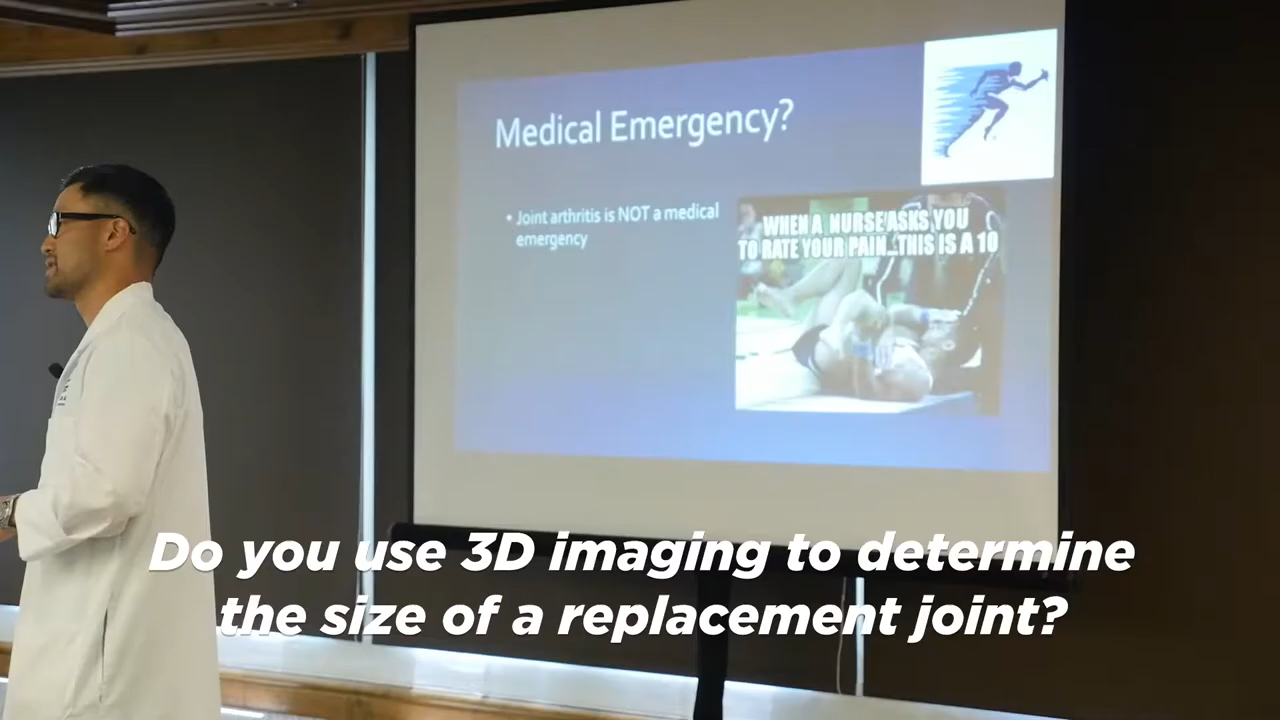 Medical Emergency?
• Joint arthritis is NOT a medical
emergency
WHEN A NURSE ASKS YOU
TO RATE YOUR PAIN...THIS IS A 10
Do you use 3D imaging to determine
the size of a replacement joint?